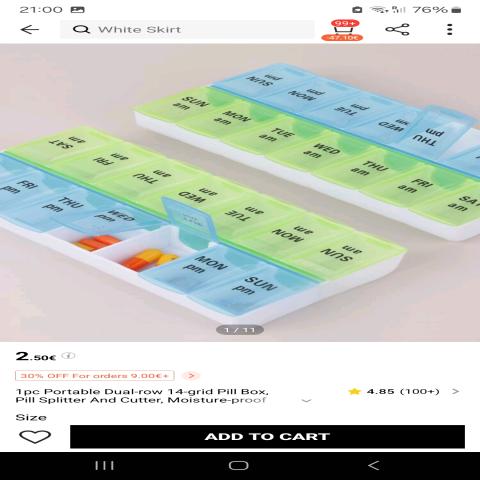 21:00
76%
White Skirt
99+
-47.10€
SUN pm
MON pm
TUE pm
WED pm
THU pm
SUN am
MON am
TUE am
WED am
THU am
FRI am
SA
SAT am
FRI am
THU am
WED am
TUE am
MON am
SUN am
FRI pm
THU pm
WED
MON pm
SUN pm
1/11
2.50€
30% OFF For orders 9.00€+ >
1pc Portable Dual-row 14-grid Pill Box,
Pill Splitter And Cutter, Moisture-proof
4.85 (100+) >
Size
ADD TO CART